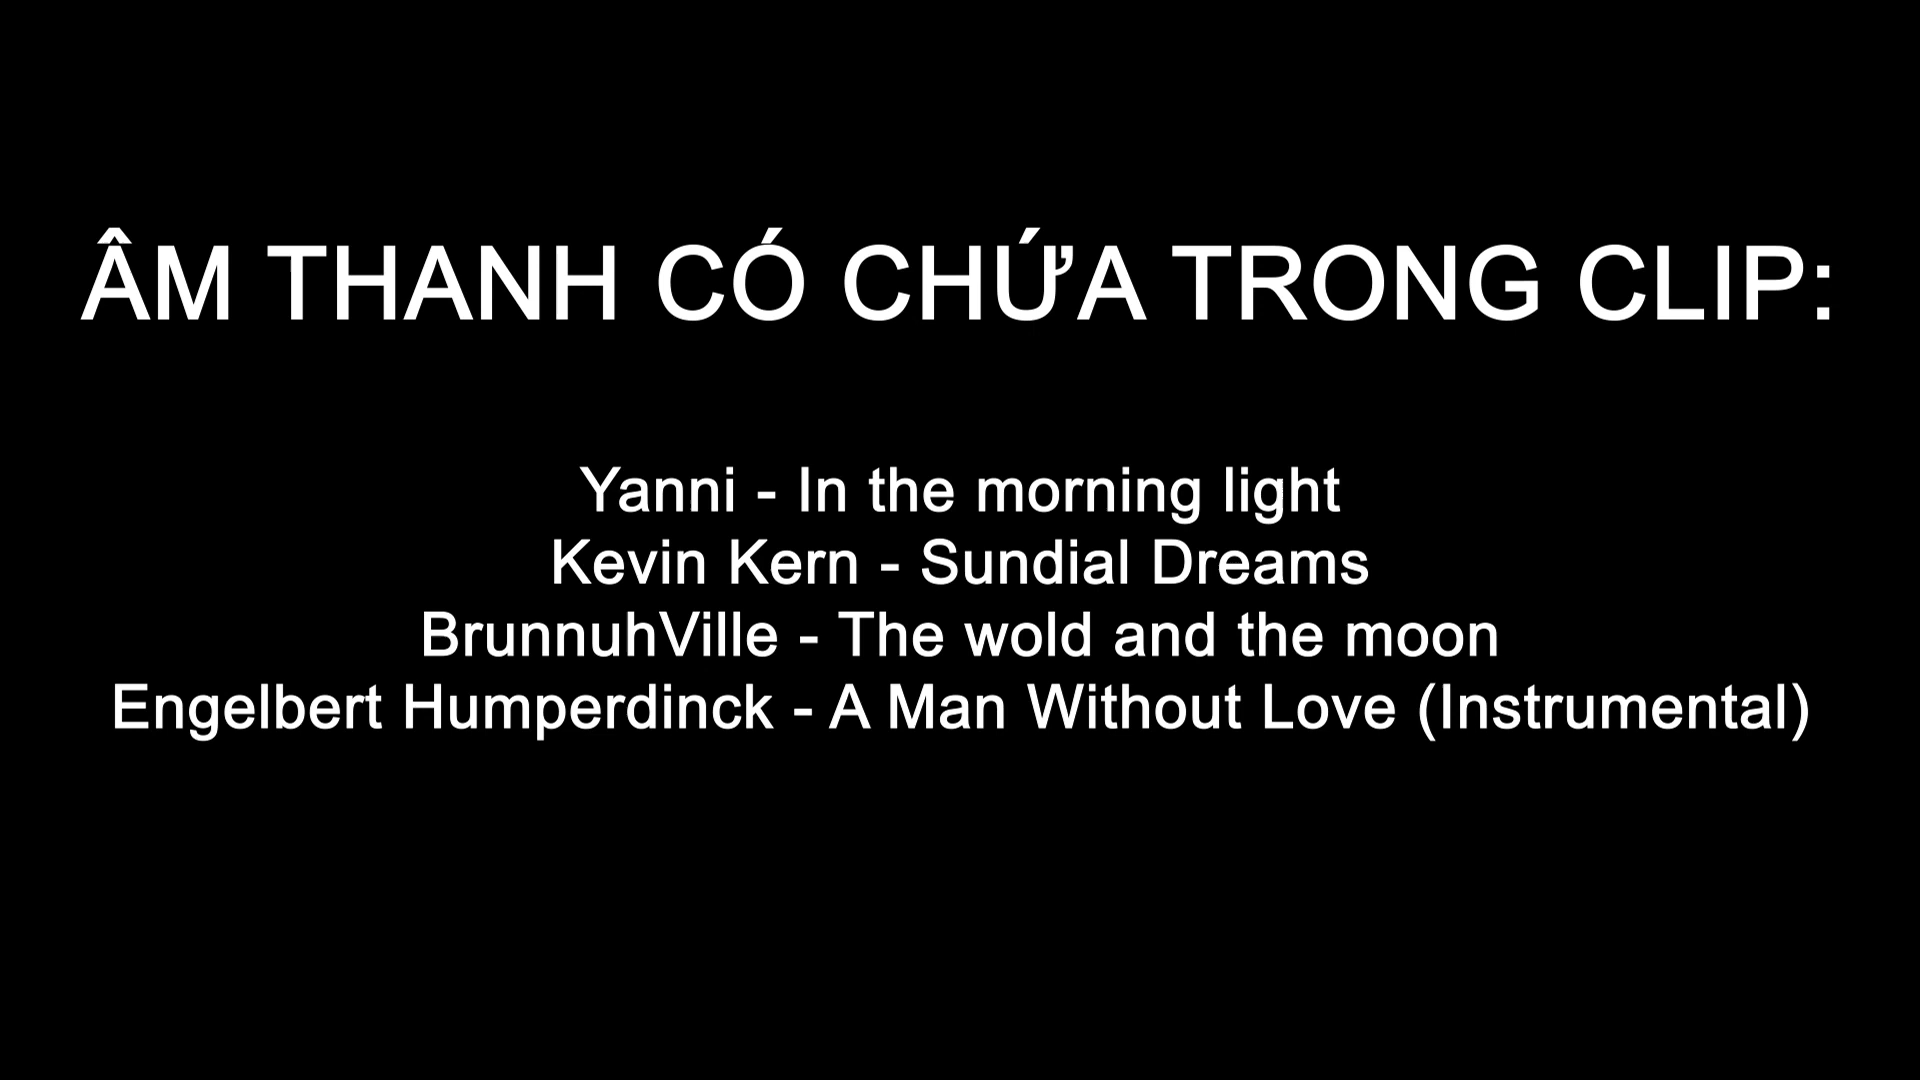 ÂM THANH CÓ CHỨA TRONG CLIP:
Yanni - In the morning light
Kevin Kern - Sundial Dreams
BrunnuhVille - The wold and the moon
Engelbert Humperdinck - A Man Without Love (Instrumental)